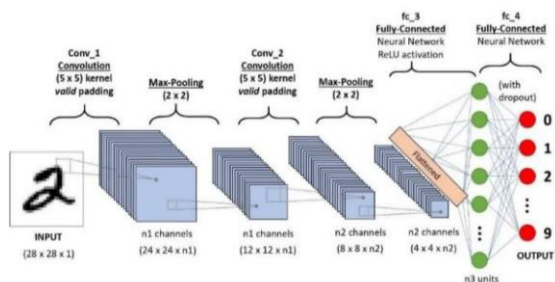 fc_3
Fully-Connected
Neural Network
ReLU activation
fc_4
Fully-Connected
Neural Network
Conv_1
Convolution
(5 x 5) kernel
valid padding
Max-Pooling
(2 x 2)
Conv_2
Convolution
(5 x 5) kernel
valid padding
Max-Pooling
(2 x 2)
(with
dropout)
Flattened
0
1
2
9
2
INPUT
(28 x 28 x 1)
n1 channels
(24 x 24 x n1)
n1 channels
(12 x 12 x n1)
n2 channels
(8 x 8 x n2)
n2 channels
(4 x 4 x n2)
n3 units
OUTPUT